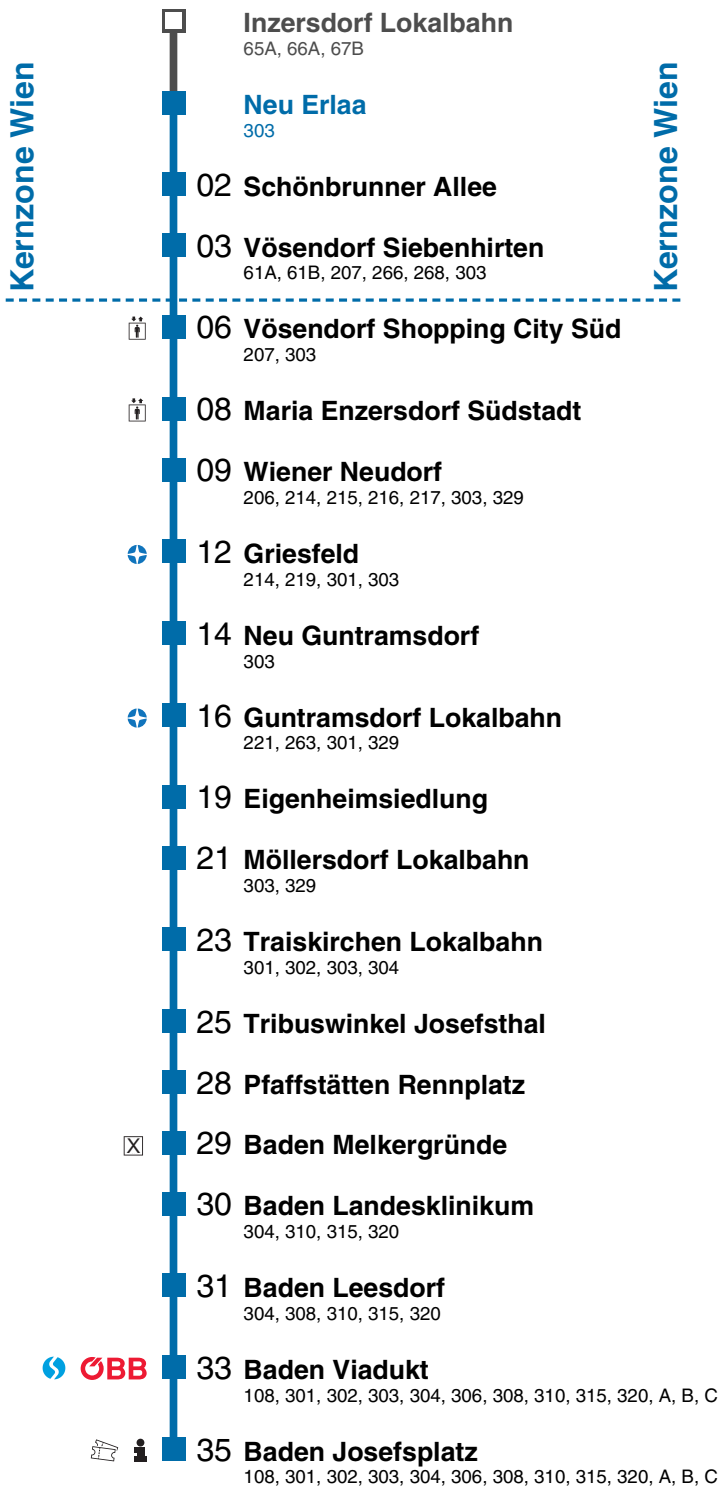 Inzersdorf Lokalbahn
65A, 66A, 67B
Kernzone Wien
Kernzone Wien
Neu Erlaa
303
02 Schönbrunner Allee
03 Vösendorf Siebenhirten
61A, 61B, 207, 266, 268, 303
06 Vösendorf Shopping City Süd
207, 303
08 Maria Enzersdorf Südstadt
09 Wiener Neudorf
206, 214, 215, 216, 217, 303, 329
12 Griesfeld
214, 219, 301, 303
14 Neu Guntramsdorf
303
16 Guntramsdorf Lokalbahn
221, 263, 301, 329
19 Eigenheimsiedlung
21 Möllersdorf Lokalbahn
303, 329
23 Traiskirchen Lokalbahn
301, 302, 303, 304
25 Tribuswinkel Josefsthal
28 Pfaffstätten Rennplatz
X 29 Baden Melkergründe
30 Baden Landesklinikum
304, 310, 315, 320
31 Baden Leesdorf
304, 308, 310, 315, 320
ÖBB 33 Baden Viadukt
108, 301, 302, 303, 304, 306, 308, 310, 315, 320, A, B, C
35 Baden Josefsplatz
108, 301, 302, 303, 304, 306, 308, 310, 315, 320, A, B, C